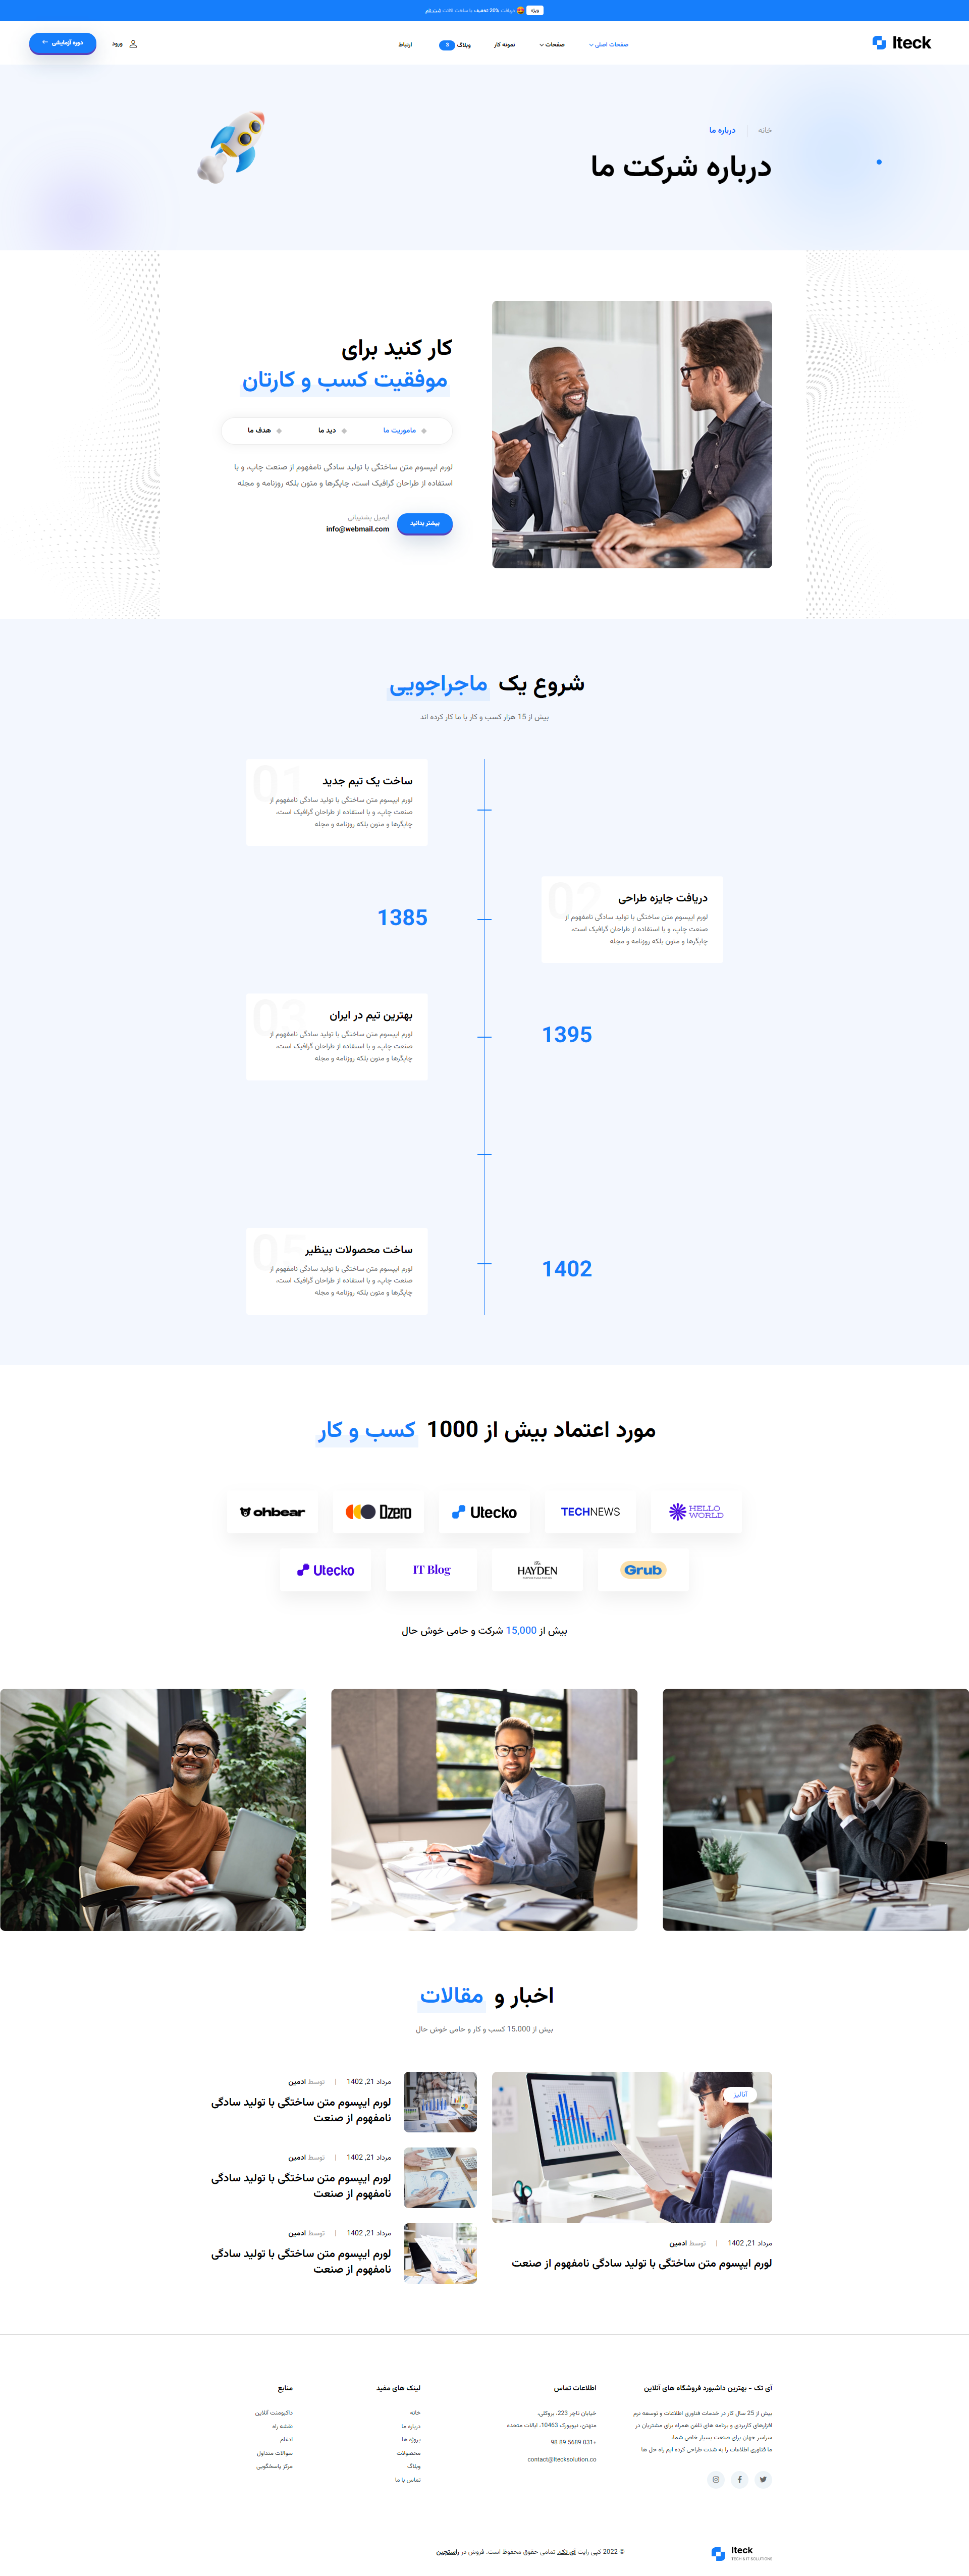 ویژه 😍 دریافت 20% تخفیف با ساخت اکانت ثبت نام
Iteck
صفحات اصلی
صفحات
نمونه کار
وبلاگ 3
ارتباط
ورود
دوره آزمایشی
خانه
درباره ما
درباره شرکت ما
کار کنید برای
موفقیت کسب و کارتان
ماموریت ما
دید ما
هدف ما
لورم ایپسوم متن ساختگی با تولید سادگی نامفهوم از صنعت چاپ، و با
استفاده از طراحان گرافیک است، چاپگرها و متون بلکه روزنامه و مجله
بیشتر بدانید
ایمیل پشتیبانی
info@webmail.com
شروع یک ماجراجویی
بیش از 15 هزار کسب و کار با ما کار کرده اند
01
ساخت یک تیم جدید
لورم ایپسوم متن ساختگی با تولید سادگی نامفهوم از
صنعت چاپ، و با استفاده از طراحان گرافیک است،
چاپگرها و متون بلکه روزنامه و مجله
02
دریافت جایزه طراحی
لورم ایپسوم متن ساختگی با تولید سادگی نامفهوم از
صنعت چاپ، و با استفاده از طراحان گرافیک است،
چاپگرها و متون بلکه روزنامه و مجله
1385
1395
03
بهترین تیم در ایران
لورم ایپسوم متن ساختگی با تولید سادگی نامفهوم از
صنعت چاپ، و با استفاده از طراحان گرافیک است،
چاپگرها و متون بلکه روزنامه و مجله
1402
05
ساخت محصولات بینظیر
لورم ایپسوم متن ساختگی با تولید سادگی نامفهوم از
صنعت چاپ، و با استفاده از طراحان گرافیک است،
چاپگرها و متون بلکه روزنامه و مجله
مورد اعتماد بیش از 1000 کسب و کار
HELLO
WORLD
TECHNEWS
Utecko
Dzero
ohbear
Grub
The
HAYDEN
IT Blog
Utecko
بیش از 15,000 شرکت و حامی خوش حال
اخبار و مقالات
بیش از 15.000 کسب و کار و حامی خوش حال
آنالیز
مرداد 21, 1402 | توسط ادمین
لورم ایپسوم متن ساختگی با تولید سادگی نامفهوم از صنعت
مرداد 21, 1402 | توسط ادمین
لورم ایپسوم متن ساختگی با تولید سادگی
نامفهوم از صنعت
مرداد 21, 1402 | توسط ادمین
لورم ایپسوم متن ساختگی با تولید سادگی
نامفهوم از صنعت
مرداد 21, 1402 | توسط ادمین
لورم ایپسوم متن ساختگی با تولید سادگی
نامفهوم از صنعت
آی تک - بهترین داشبورد فروشگاه های آنلاین
بیش از 25 سال کار در خدمات فناوری اطلاعات و توسعه نرم
افزارهای کاربردی و برنامه های تلفن همراه برای مشتریان در
سراسر جهان برای صنعت بسیار خاص شما،
ما فناوری اطلاعات را به شدت طراحی کرده ایم راه حل ها
اطلاعات تماس
خیابان ناچر 223، بروکلی،
منهتن، نیویورک 10463، ایالات متحده
98 89 5689 031+
contact@Itecksolution.co
لینک های مفید
خانه
درباره ما
پروژه ها
محصولات
وبلاگ
تماس با ما
منابع
داکیومنت آنلاین
نقشه راه
ادغام
سوالات متداول
مرکز پاسخگویی
Iteck
TECH & IT SOLUTIONS
© 2022 کپی رایت آی تک. تمامی حقوق محفوظ است. فروش در راستچین